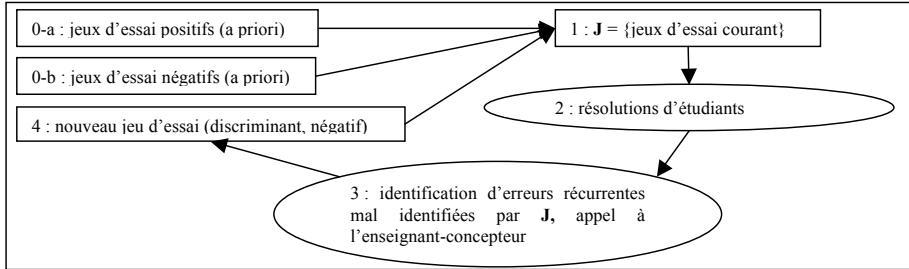 0-a : jeux d'essai positifs (a priori)
1 : J = {jeux d'essai courant}
0-b : jeux d'essai négatifs (a priori)
2 : résolutions d'étudiants
4 : nouveau jeu d'essai (discriminant, négatif)
3 : identification d'erreurs récurrentes
mal identifiées par J, appel à
l'enseignant-concepteur